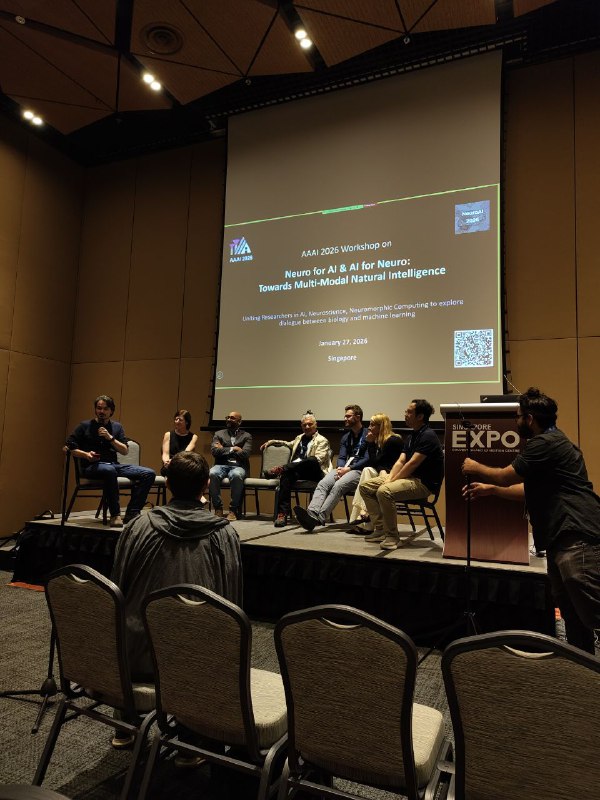 AAAI 2026
NeuroAI
2026
AAAI 2026 Workshop on
Neuro for AI & AI for Neuro:
Towards Multi-Modal Natural Intelligence
Uniting Researchers in AI, Neuroscience, Neuromorphic Computing to explore
dialogue between biology and machine learning
January 27, 2026
Singapore
SINGAPORE
EXPO